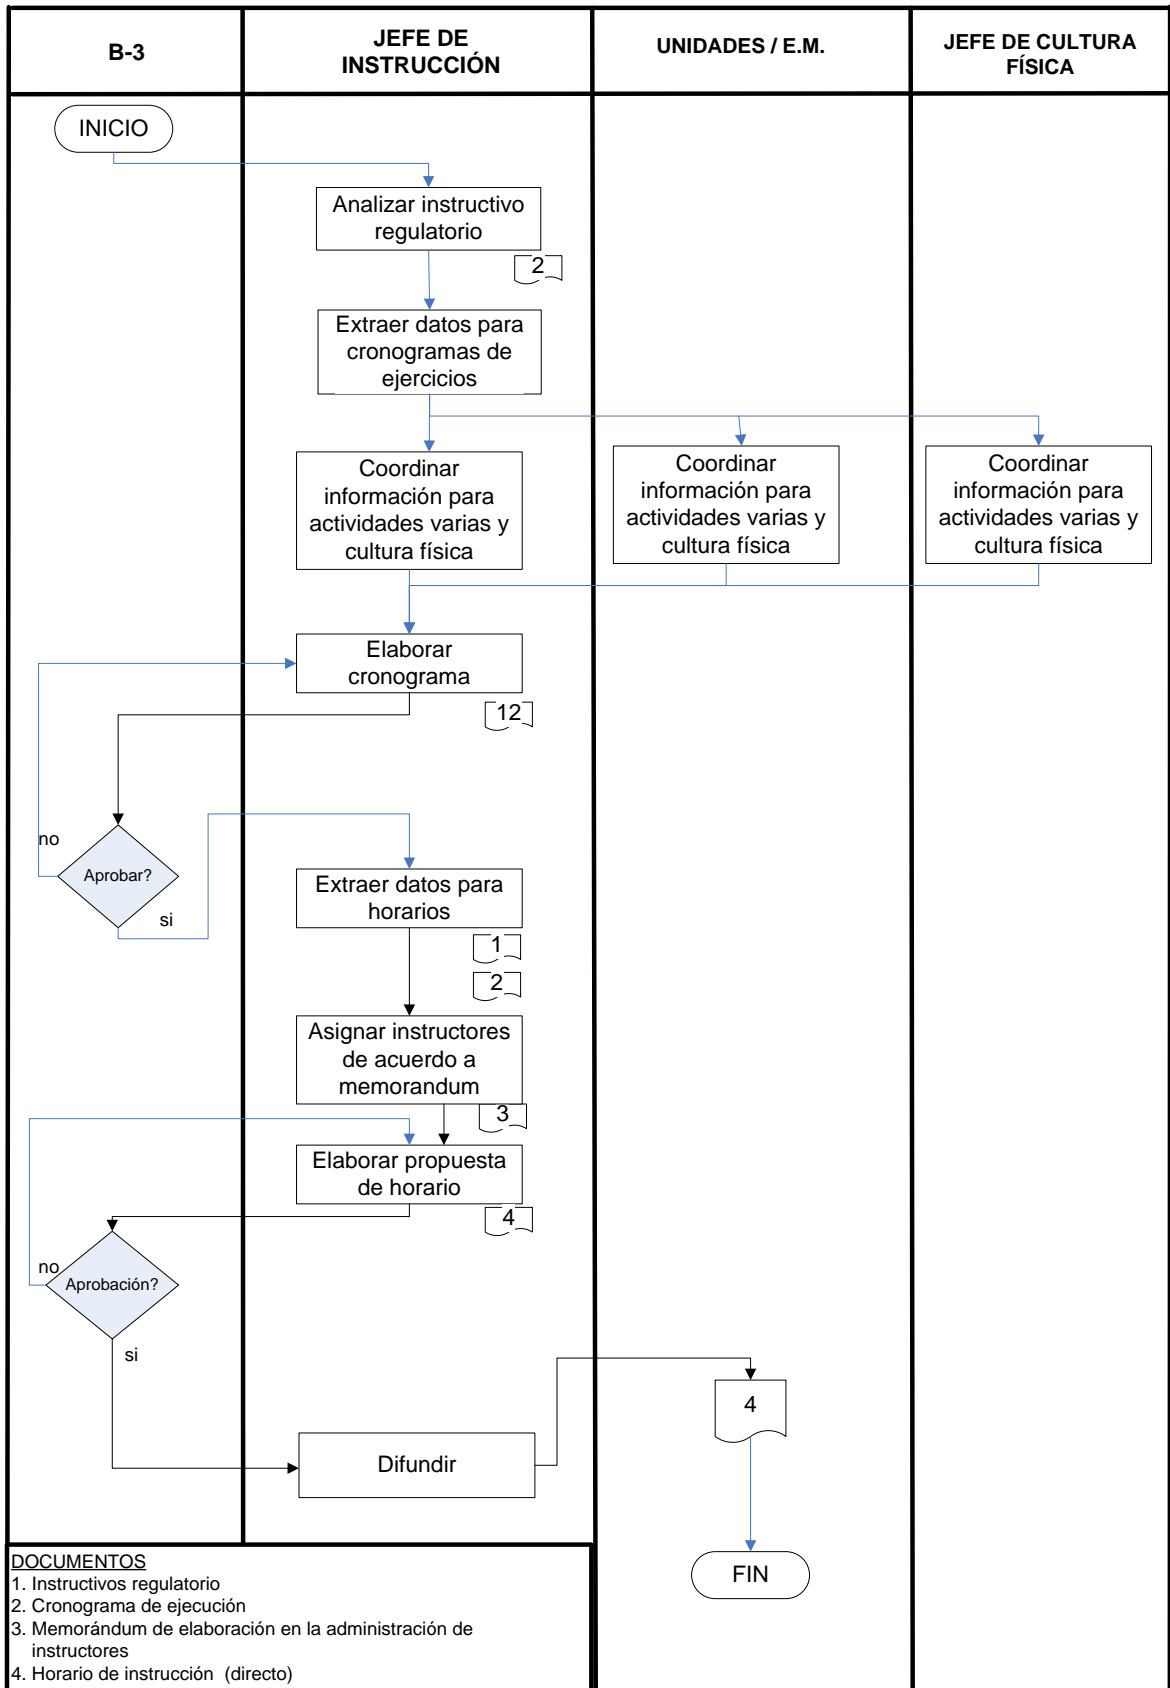 B-3
JEFE DE
INSTRUCCIÓN
UNIDADES / E.M.
JEFE DE CULTURA
FÍSICA
INICIO
Analizar instructivo
regulatorio
2
Extraer datos para
cronogramas de
ejercicios
Coordinar
información para
actividades varias y
cultura física
Coordinar
información para
actividades varias y
cultura física
Coordinar
información para
actividades varias y
cultura física
Elaborar
cronograma
12
no
Aprobar?
si
Extraer datos para
horarios
1
2
Asignar instructores
de acuerdo a
memorandum
3
Elaborar propuesta
de horario
4
no
Aprobación?
si
4
Difundir
FIN
DOCUMENTOS
1. Instructivos regulatorio
2. Cronograma de ejecución
3. Memorándum de elaboración en la administración de
instructores
4. Horario de instrucción (directo)